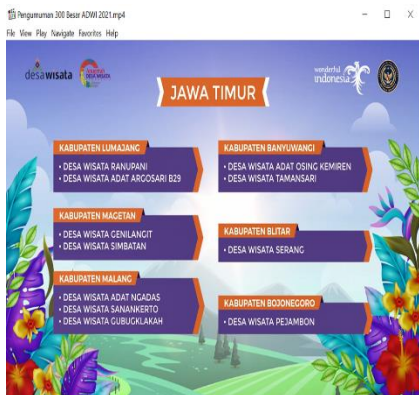 Pengumuman 300 Besar ADWI 2021.mp4
File View Play Navigate Favorites Help
desawisata
wonderful
indonesia
JAWA TIMUR
KABUPATEN LUMAJANG
• DESA WISATA RANUPANI
• DESA WISATA ADAT ARGOSARI B29
KABUPATEN MAGETAN
• DESA WISATA GENILANGIT
• DESA WISATA SIMBATAN
KABUPATEN MALANG
• DESA WISATA ADAT NGADAS
• DESA WISATA SANANKERTO
• DESA WISATA GUBUGKLAKAH
KABUPATEN BANYUWANGI
• DESA WISATA ADAT OSING KEMIREN
• DESA WISATA TAMANSARI
KABUPATEN BLITAR
• DESA WISATA SERANG
KABUPATEN BOJONEGORO
• DESA WISATA PEJAMBON